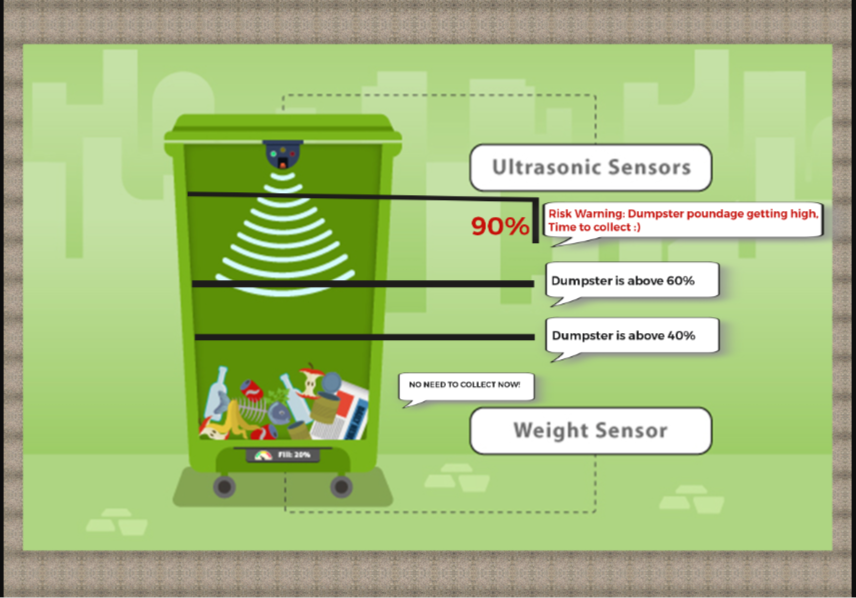 Ultrasonic Sensors
90%
Risk Warning: Dumpster poundage getting high,
Time to collect :)
Dumpster is above 60%
Dumpster is above 40%
NO NEED TO COLLECT NOW!
Weight Sensor
Fill: 20%